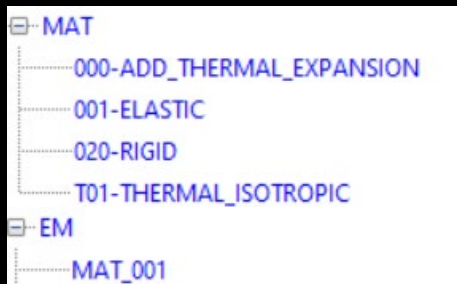 MAT
000-ADD_THERMAL_EXPANSION
001-ELASTIC
020-RIGID
T01-THERMAL_ISOTROPIC
EM
MAT_001